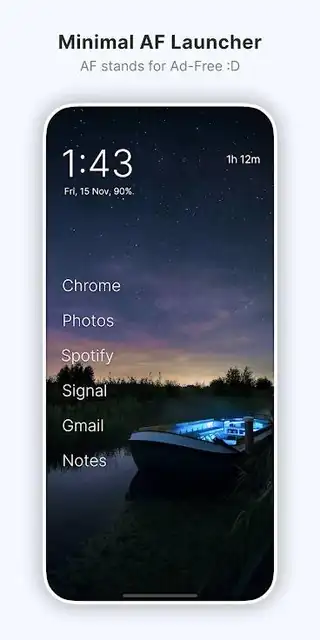 Minimal AF Launcher
AF stands for Ad-Free :D
1:43
1h 12m
Fri, 15 Nov, 90%.
Chrome
Photos
Spotify
Signal
Gmail
Notes